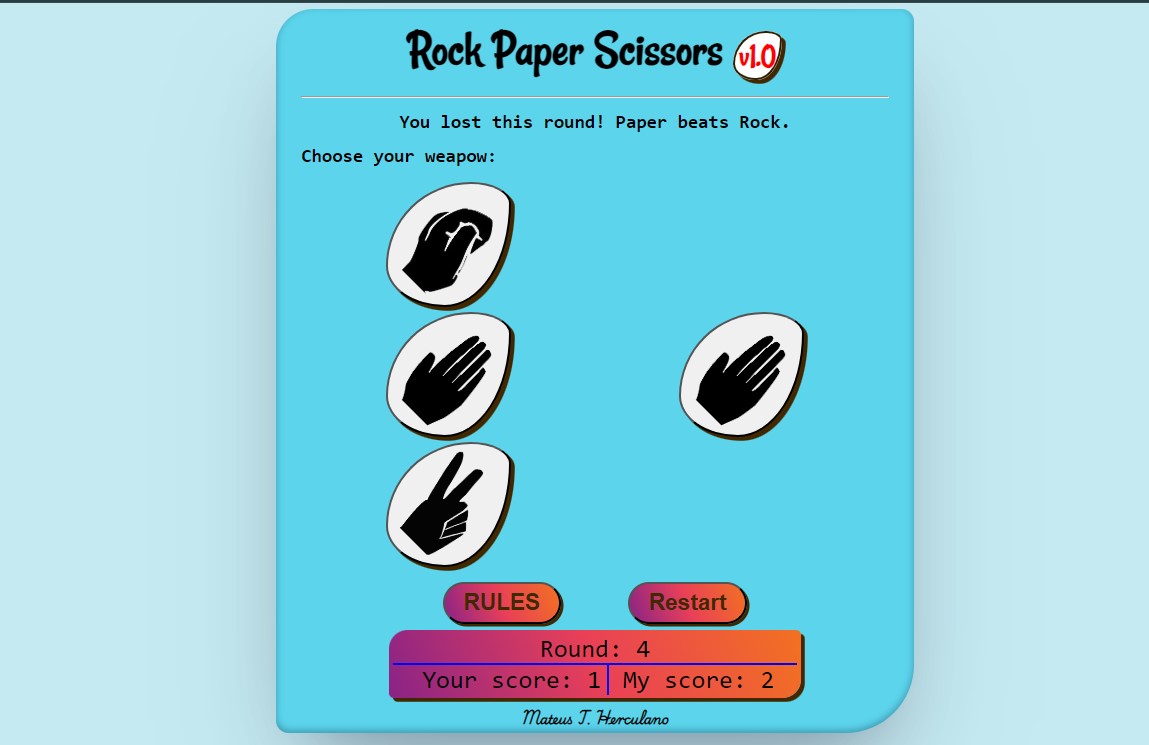 Rock Paper Scissors v1.0
You lost this round! Paper beats Rock.
Choose your weapow:
RULES Restart
Round: 4
Your score: 1 My score: 2
Mateus T. Herculano